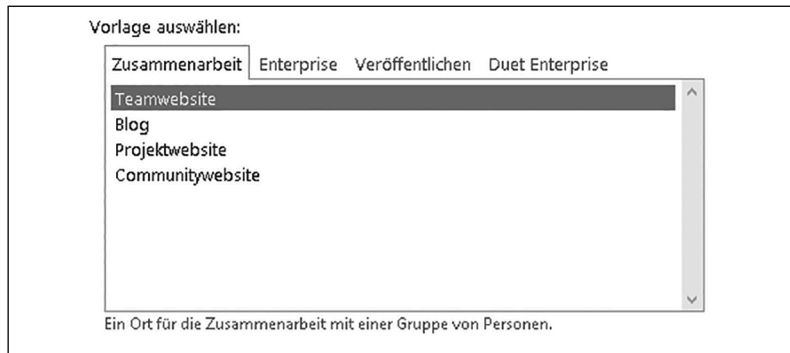 Vorlage auswählen:
Zusammenarbeit Enterprise Veröffentlichen Duet Enterprise
Teamwebsite
Blog
Projektwebsite
Communitywebsite
Ein Ort für die Zusammenarbeit mit einer Gruppe von Personen.